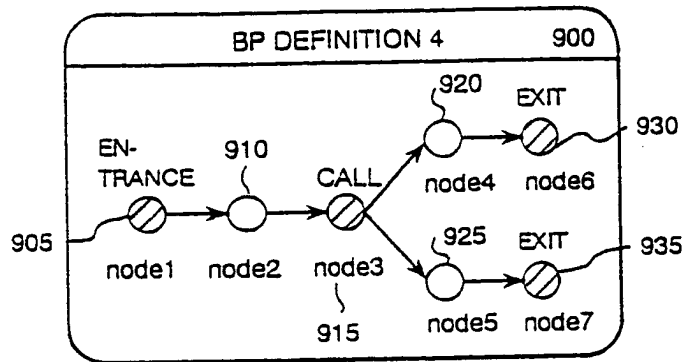 BP DEFINITION 4 900
920 EXIT
930
EN-
TRANCE 910 CALL node4 node6
925 EXIT
905 935
node1 node2 node3 node5 node7
915